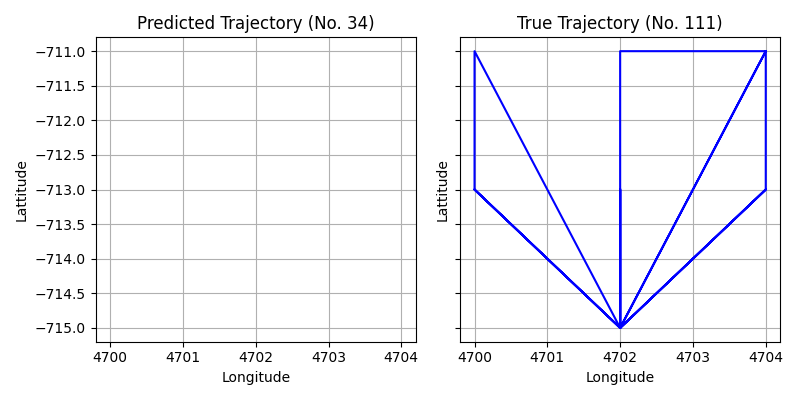 Predicted Trajectory (No. 34)
True Trajectory (No. 111)
Lattitude
−711.0
−711.5
−712.0
−712.5
−713.0
−713.5
−714.0
−714.5
−715.0
4700 4701 4702 4703 4704
Longitude
Lattitude
4700 4701 4702 4703 4704
Longitude